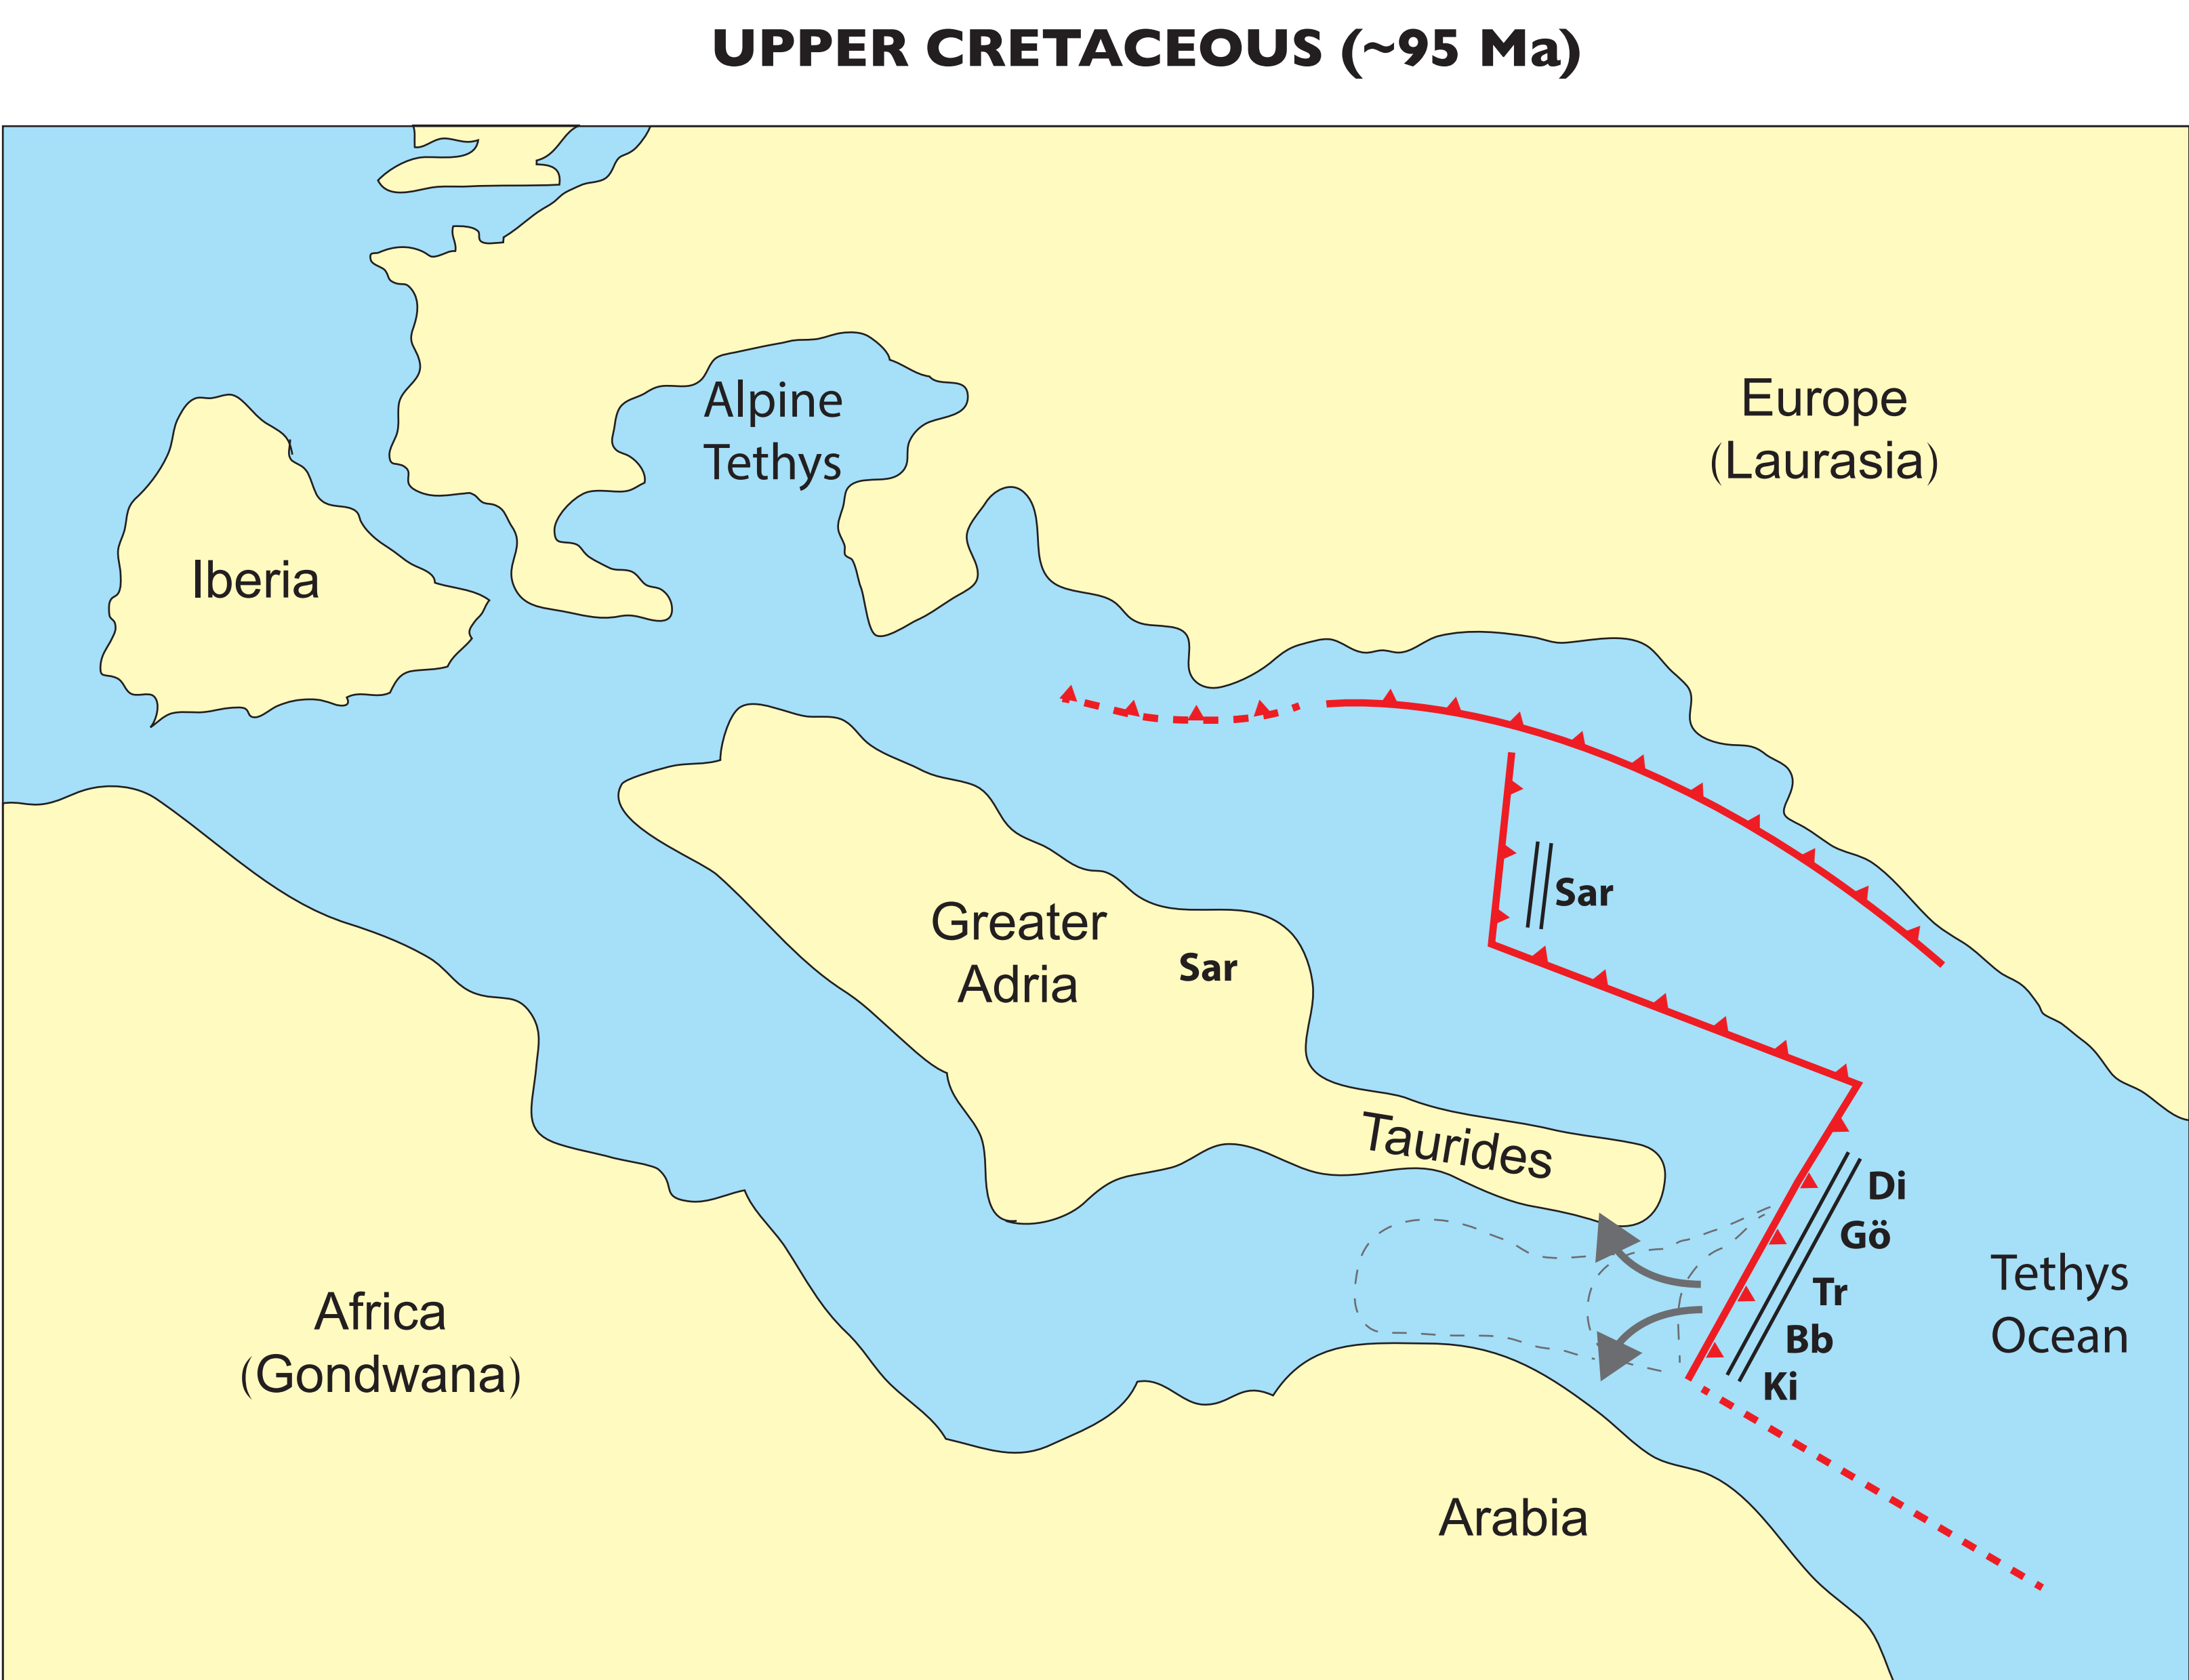 UPPER CRETACEOUS (~95 Ma)
Alpine
Tethys
Europe
(Laurasia)
Iberia
Sar
Greater
Adria
Sar
Taurides
Di
Gö
Tr
Bb
Ki
Tethys
Ocean
Africa
(Gondwana)
Arabia